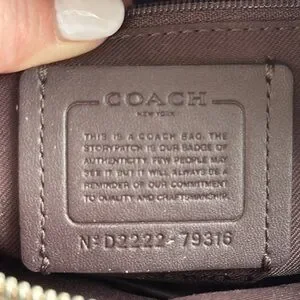 COACH
NEW YORK
THIS IS A COACH BAG. THE
STORYPATCH IS OUR BADGE OF
AUTHENTICITY. FEW PEOPLE MAY
SEE IT BUT IT WILL ALWAYS BE A
REMINDER OF OUR COMMITMENT
TO QUALITY AND CRAFTSMANSHIP.
Nº D2222-79316